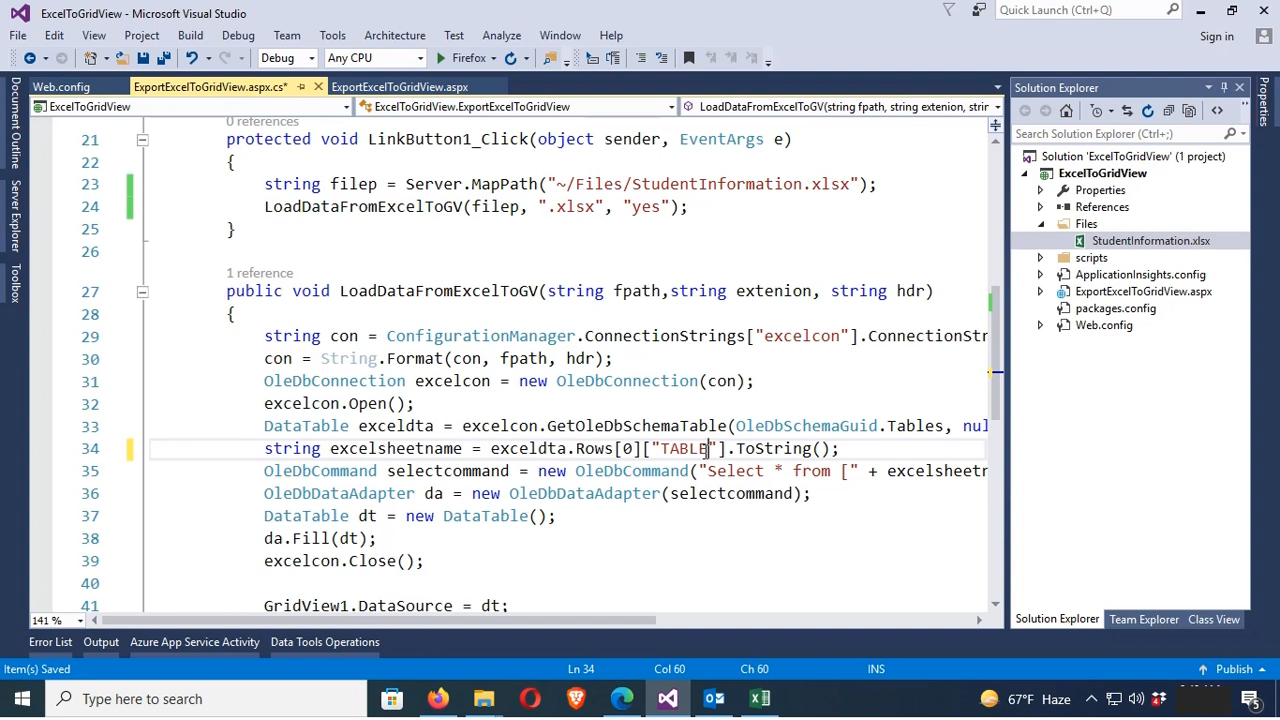 ExcelToGridView - Microsoft Visual Studio
Quick Launch (Ctrl+Q)
File Edit View Project Build Debug Team Tools Architecture Test Analyze Window Help
Sign in
Debug Any CPU Firefox
Web.config ExportExcelToGridView.aspx.cs* ExportExcelToGridView.aspx
ExcelToGridView ExcelToGridView.ExportExcelToGridView LoadDataFromExcelToGV(string fpath, string extenion, string hdr)
Document Outline
Server Explorer
Toolbox
0 references
21 protected void LinkButton1_Click(object sender, EventArgs e)
22 {
23 string filep = Server.MapPath("~/Files/StudentInformation.xlsx");
24 LoadDataFromExcelToGV(filep, ".xlsx", "yes");
25 }
26
1 reference
27 public void LoadDataFromExcelToGV(string fpath,string extenion, string hdr)
28 {
29 string con = ConfigurationManager.ConnectionStrings["excelcon"].ConnectionStr
30 con = String.Format(con, fpath, hdr);
31 OleDbConnection excelcon = new OleDbConnection(con);
32 excelcon.Open();
33 DataTable exceldta = excelcon.GetOleDbSchemaTable(OleDbSchemaGuid.Tables, nul
34 string excelsheetname = exceldta.Rows[0]["TABLE"].ToString();
35 OleDbCommand selectcommand = new OleDbCommand("Select * from [" + excelsheetn
36 OleDbDataAdapter da = new OleDbDataAdapter(selectcommand);
37 DataTable dt = new DataTable();
38 da.Fill(dt);
39 excelcon.Close();
40
41 GridView1.DataSource = dt;
141 %
Solution Explorer
Search Solution Explorer (Ctrl+;)
Solution 'ExcelToGridView' (1 project)
ExcelToGridView
Properties
References
Files
StudentInformation.xlsx
scripts
ApplicationInsights.config
ExportExcelToGridView.aspx
packages.config
Web.config
Solution Explorer Team Explorer Class View
Properties
Error List Output Azure App Service Activity Data Tools Operations
Item(s) Saved Ln 34 Col 60 Ch 60 INS Publish
Type here to search
67°F Haze
5